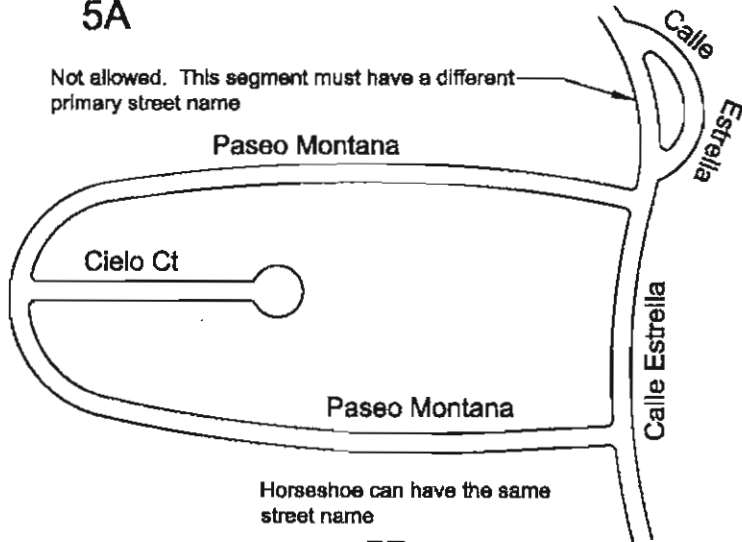 5A
Calle
Not allowed. This segment must have a different
primary street name
Estrella
Paseo Montana
Cielo Ct
Calle Estrella
Paseo Montana
Horseshoe can have the same
street name